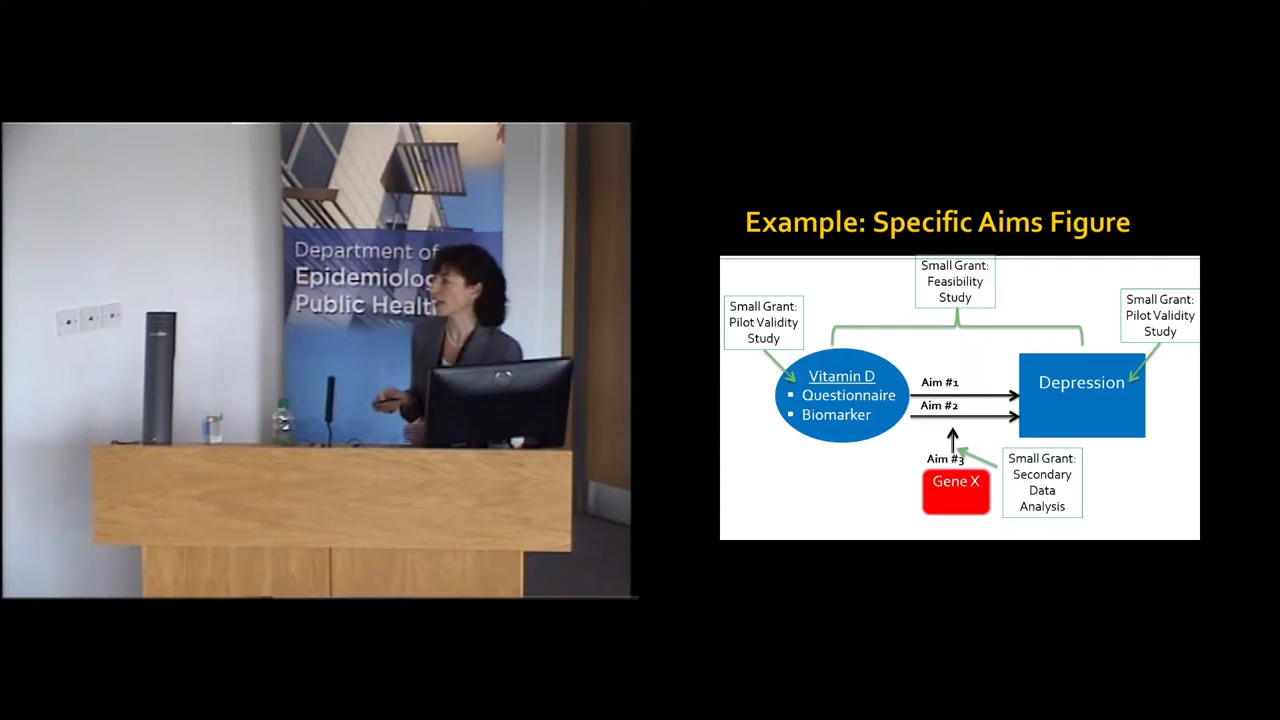 Department of
Epidemiolo
Public Healt
Example: Specific Aims Figure
Small Grant:
Feasibility
Study
Small Grant:
Pilot Validity
Study
Small Grant:
Pilot Validity
Study
Vitamin D
▪ Questionnaire
▪ Biomarker
Aim #1
Aim #2
Depression
Aim #3
Gene X
Small Grant:
Secondary
Data
Analysis